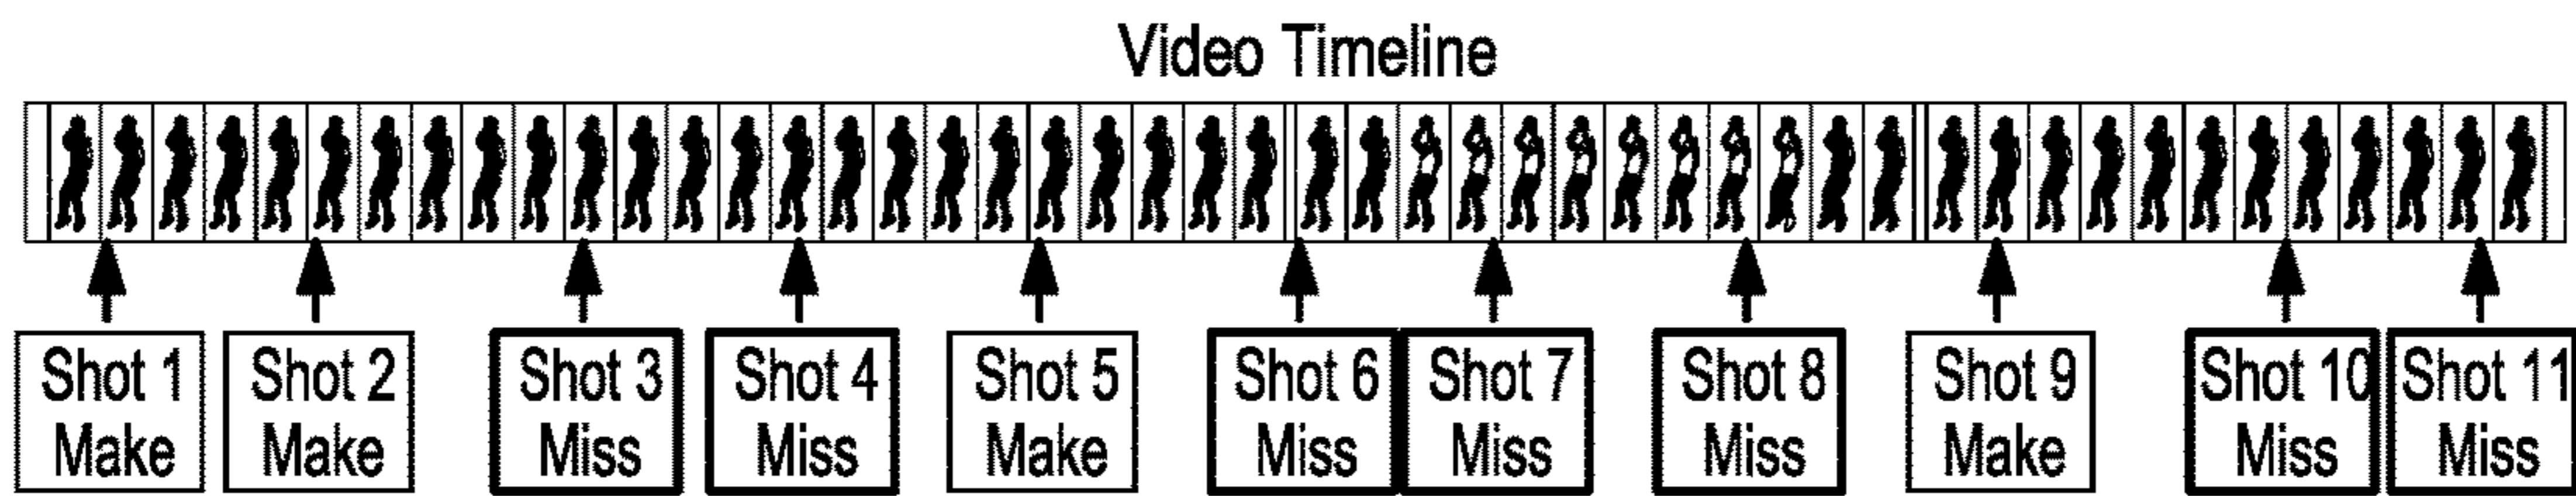 Video Timeline
Shot 1
Make
Shot 2
Make
Shot 3
Miss
Shot 4
Miss
Shot 5
Make
Shot 6
Miss
Shot 7
Miss
Shot 8
Miss
Shot 9
Make
Shot 10
Miss
Shot 11
Miss